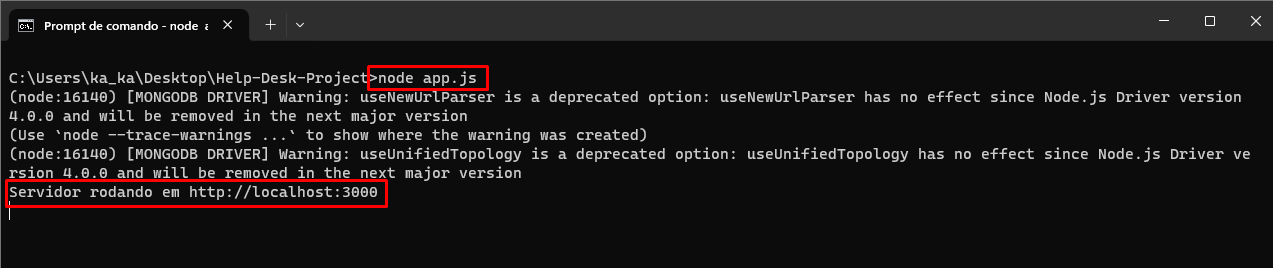 Prompt de comando - node a
C:\Users\ka_ka\Desktop\Help-Desk-Project>node app.js
(node:16140) [MONGODB DRIVER] Warning: useNewUrlParser is a deprecated option: useNewUrlParser has no effect since Node.js Driver version
4.0.0 and will be removed in the next major version
(Use `node --trace-warnings ...` to show where the warning was created)
(node:16140) [MONGODB DRIVER] Warning: useUnifiedTopology is a deprecated option: useUnifiedTopology has no effect since Node.js Driver ve
rsion 4.0.0 and will be removed in the next major version
Servidor rodando em http://localhost:3000